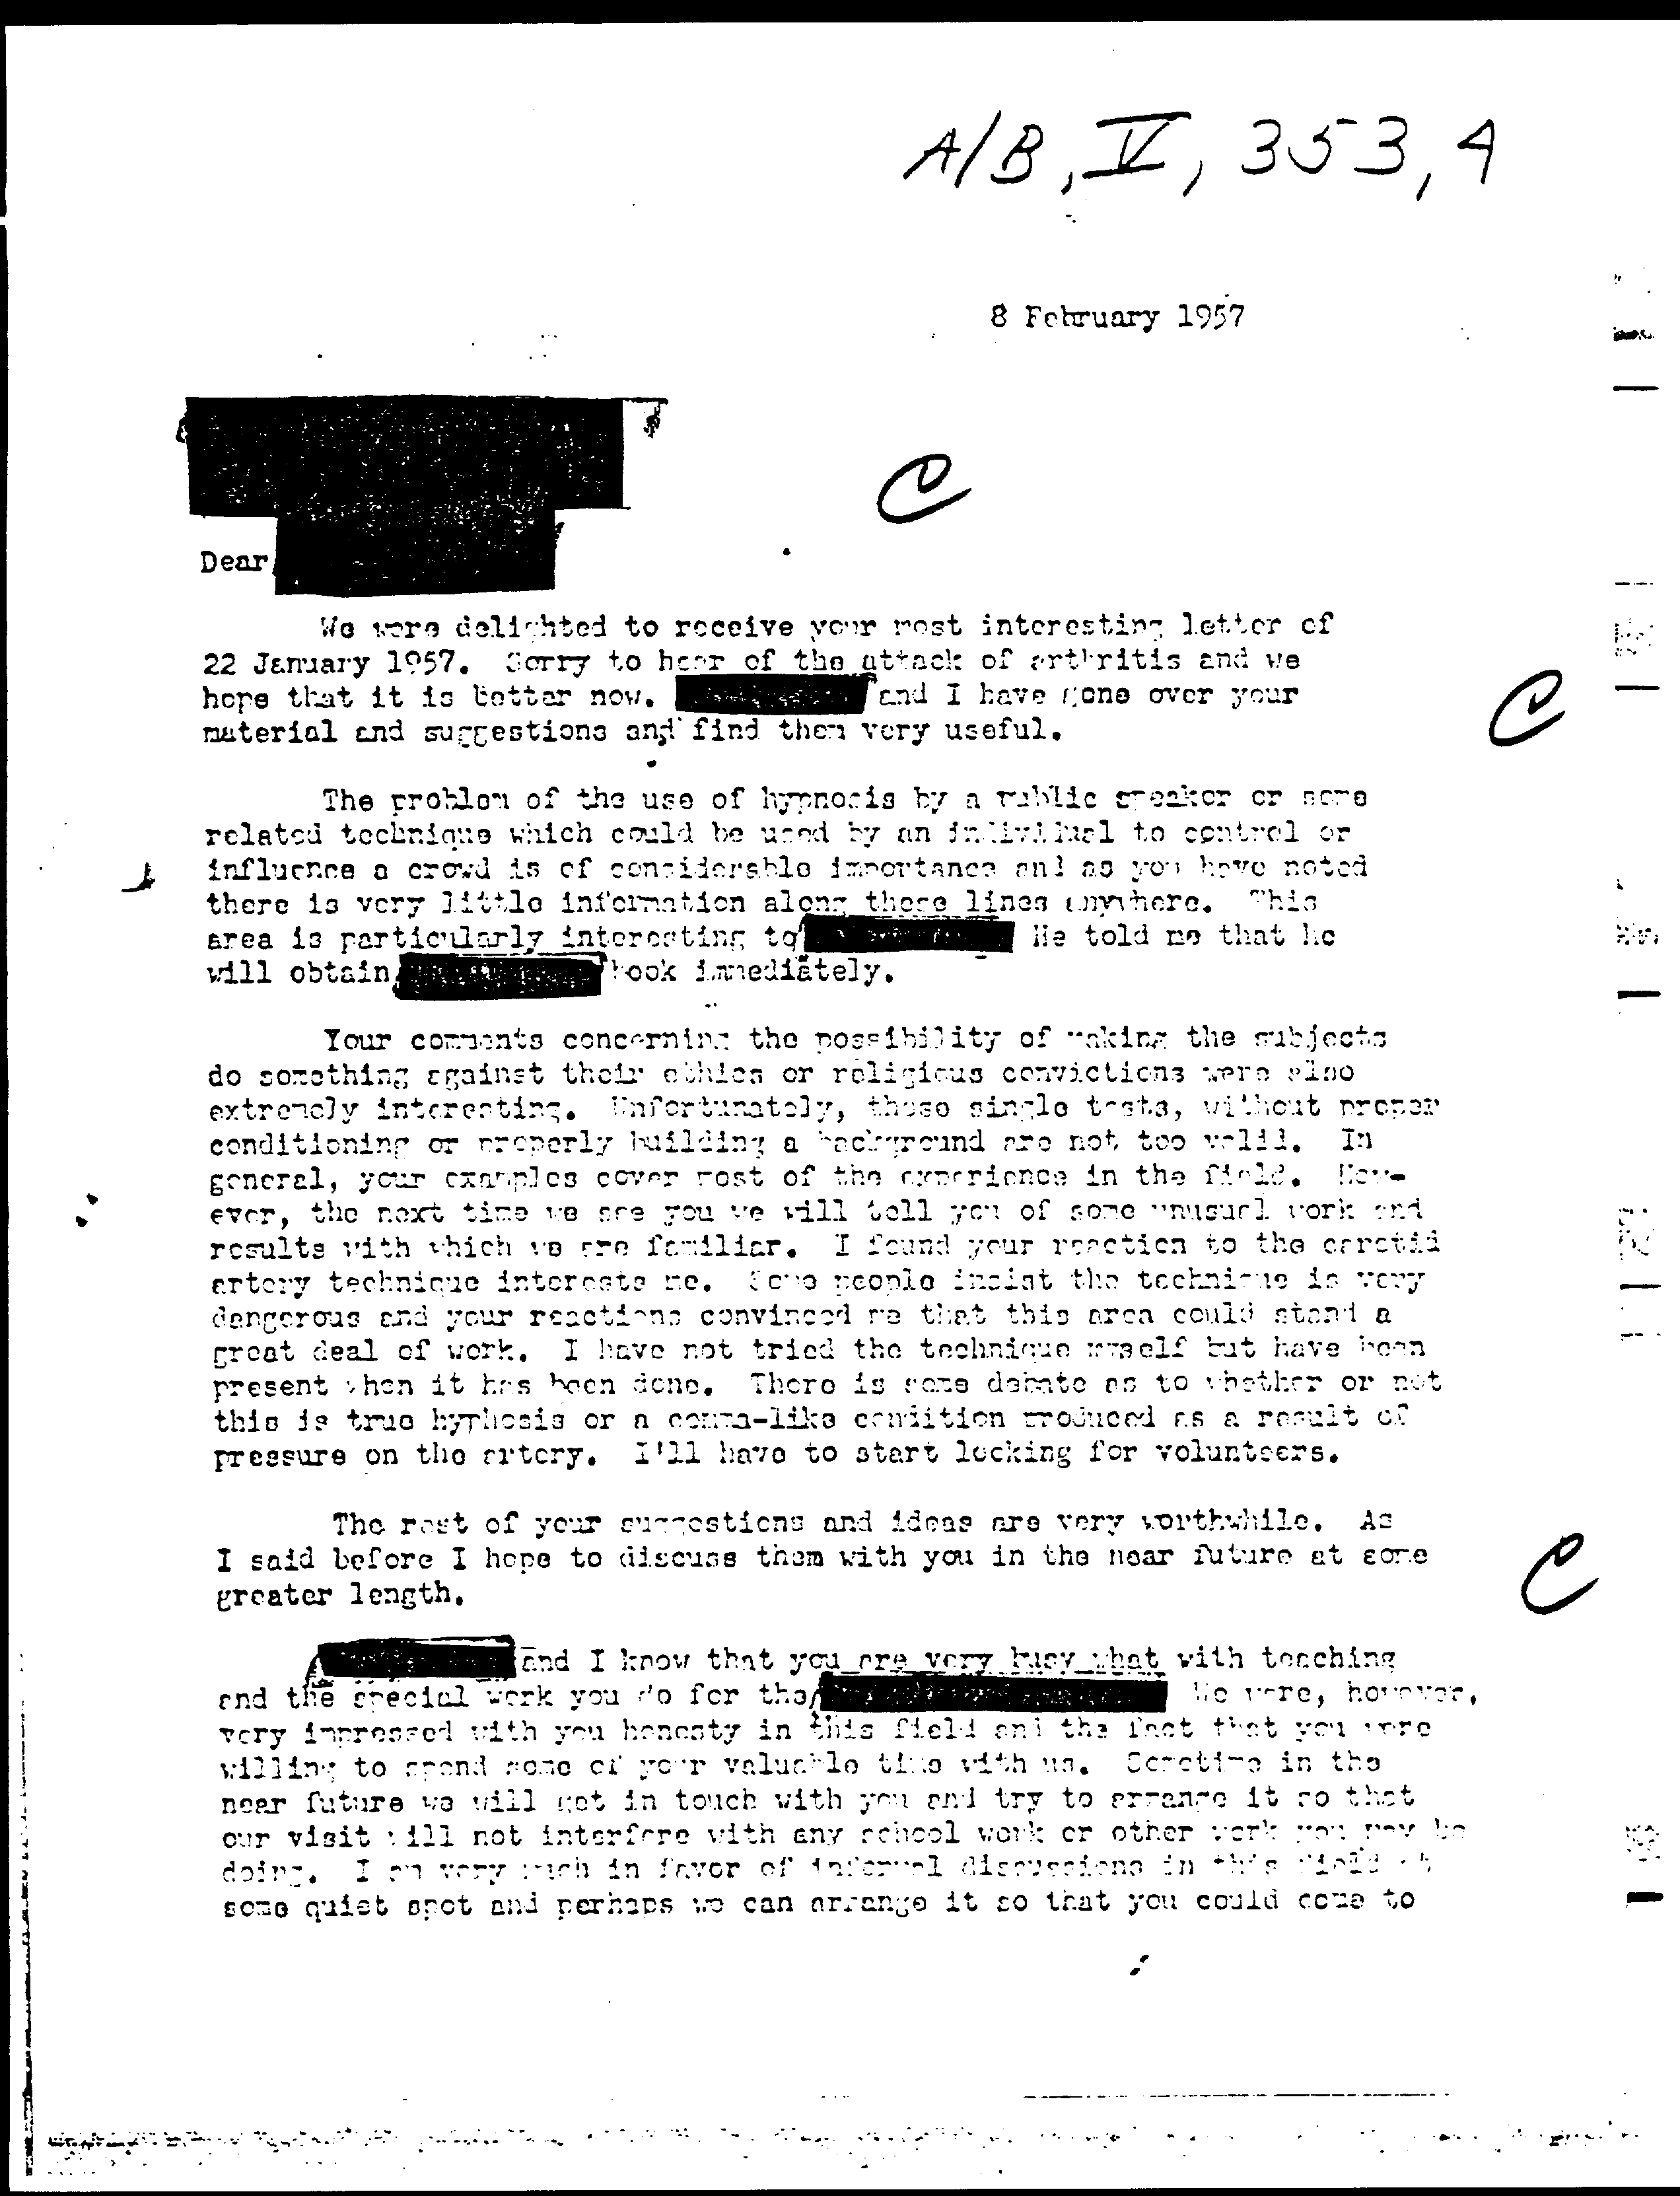 A/B, V, 353, 4
8 February 1957
C
Dear
We were delighted to receive your most interesting letter of
22 January 1957. Sorry to hear of the attack of arthritis and we
hope that it is better now. and I have gone over your
C
material and suggestions and find them very useful.
The problem of the use of hypnosis by a public speaker or some
related technique which could be used by an individual to control or
influence a crowd is of considerable importance and as you have noted
there is very little information along these lines anywhere. This
area is particularly interesting to He told me that he
will obtain book immediately.
Your comments concerning the possibility of making the subjects
do something against their ethics or religious convictions were also
extremely interesting. Unfortunately, these single tests, without proper
conditioning or properly building a background are not too valid. In
general, your examples cover most of the experience in the field. How-
ever, the next time we see you we will tell you of some unusual work and
results with which we are familiar. I found your reaction to the carotid
artery technique interests me. Some people insist the technique is very
dangerous and your reactions convinced me that this area could stand a
great deal of work. I have not tried the technique myself but have been
present when it has been done. There is some debate as to whether or not
this is true hyphosis or a comma-like condition produced as a result of
pressure on the artery. I'll have to start locking for volunteers.
The rest of your suggestions and ideas are very worthwhile. As
I said before I hope to discuss them with you in the near future at some
C
greater length.
and I know that you are very busy what with teaching
and the special work you do for the We were, however,
very impressed with you honesty in this field and the fact that you were
willing to spend some of your valuable time with us. Sometime in the
near future we will get in touch with you and try to arrange it so that
our visit will not interfere with any school work or other work you may be
doing. I am very much in favor of informal discussions in this field at
some quiet spot and perhaps we can arrange it so that you could come to